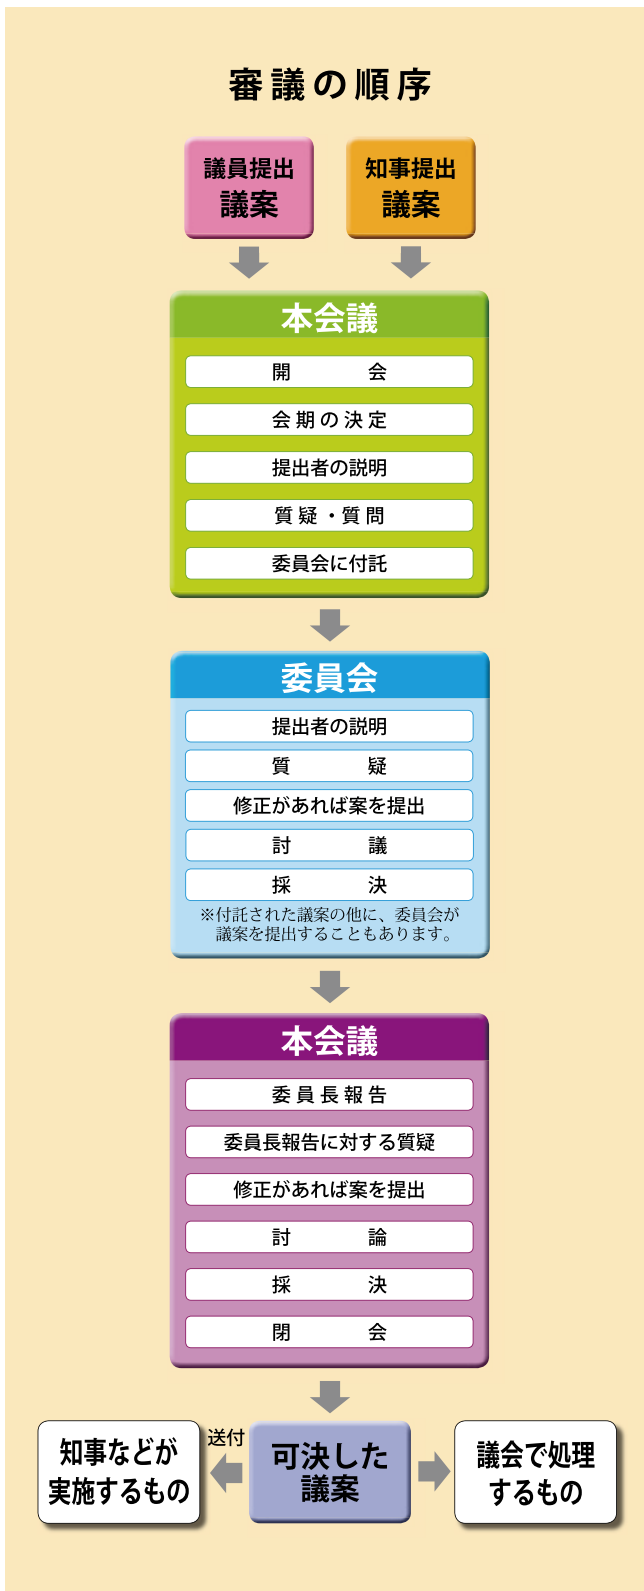 審議の順序
議員提出
議案
知事提出
議案
本会議
開会
会期の決定
提出者の説明
質疑・質問
委員会に付託
委員会
提出者の説明
質疑
修正があれば案を提出
討議
採決
※付託された議案の他に、委員会が
議案を提出することもあります。
本会議
委員長報告
委員長報告に対する質疑
修正があれば案を提出
討論
採決
閉会
知事などが
実施するもの
送付
可決した
議案
議会で処理
するもの